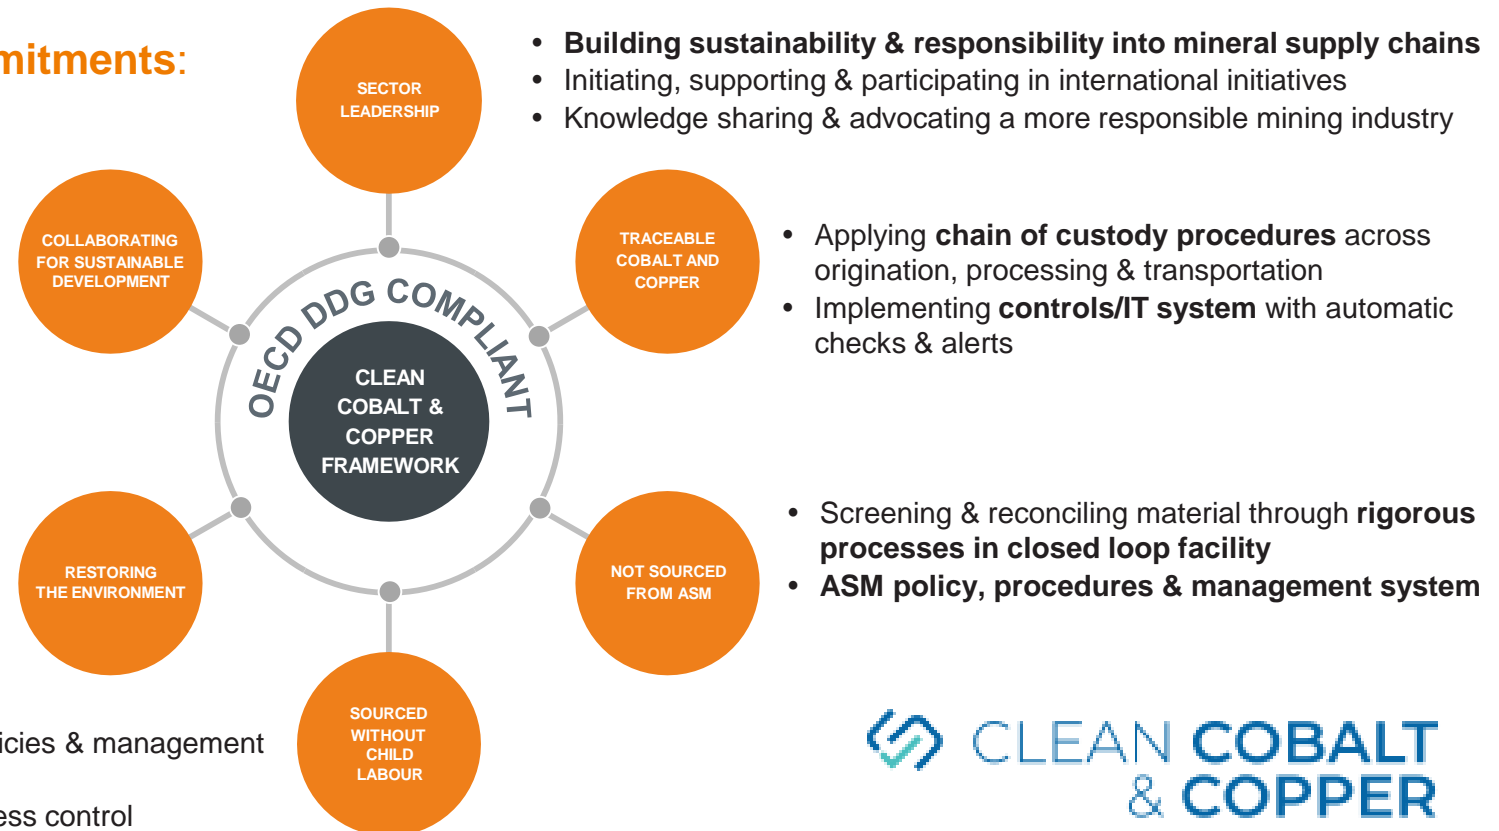 mmitments:
• Building sustainability & responsibility into mineral supply chains
• Initiating, supporting & participating in international initiatives
• Knowledge sharing & advocating a more responsible mining industry
SECTOR
LEADERSHIP
COLLABORATING
FOR SUSTAINABLE
DEVELOPMENT
TRACEABLE
COBALT AND
COPPER
• Applying chain of custody procedures across
origination, processing & transportation
• Implementing controls/IT system with automatic
checks & alerts
OECD DDG COMPLIANT
CLEAN
COBALT &
COPPER
FRAMEWORK
RESTORING
THE ENVIRONMENT
NOT SOURCED
FROM ASM
• Screening & reconciling material through rigorous
processes in closed loop facility
• ASM policy, procedures & management system
SOURCED
WITHOUT
CHILD
LABOUR
icies & management
ess control
CLEAN COBALT
& COPPER